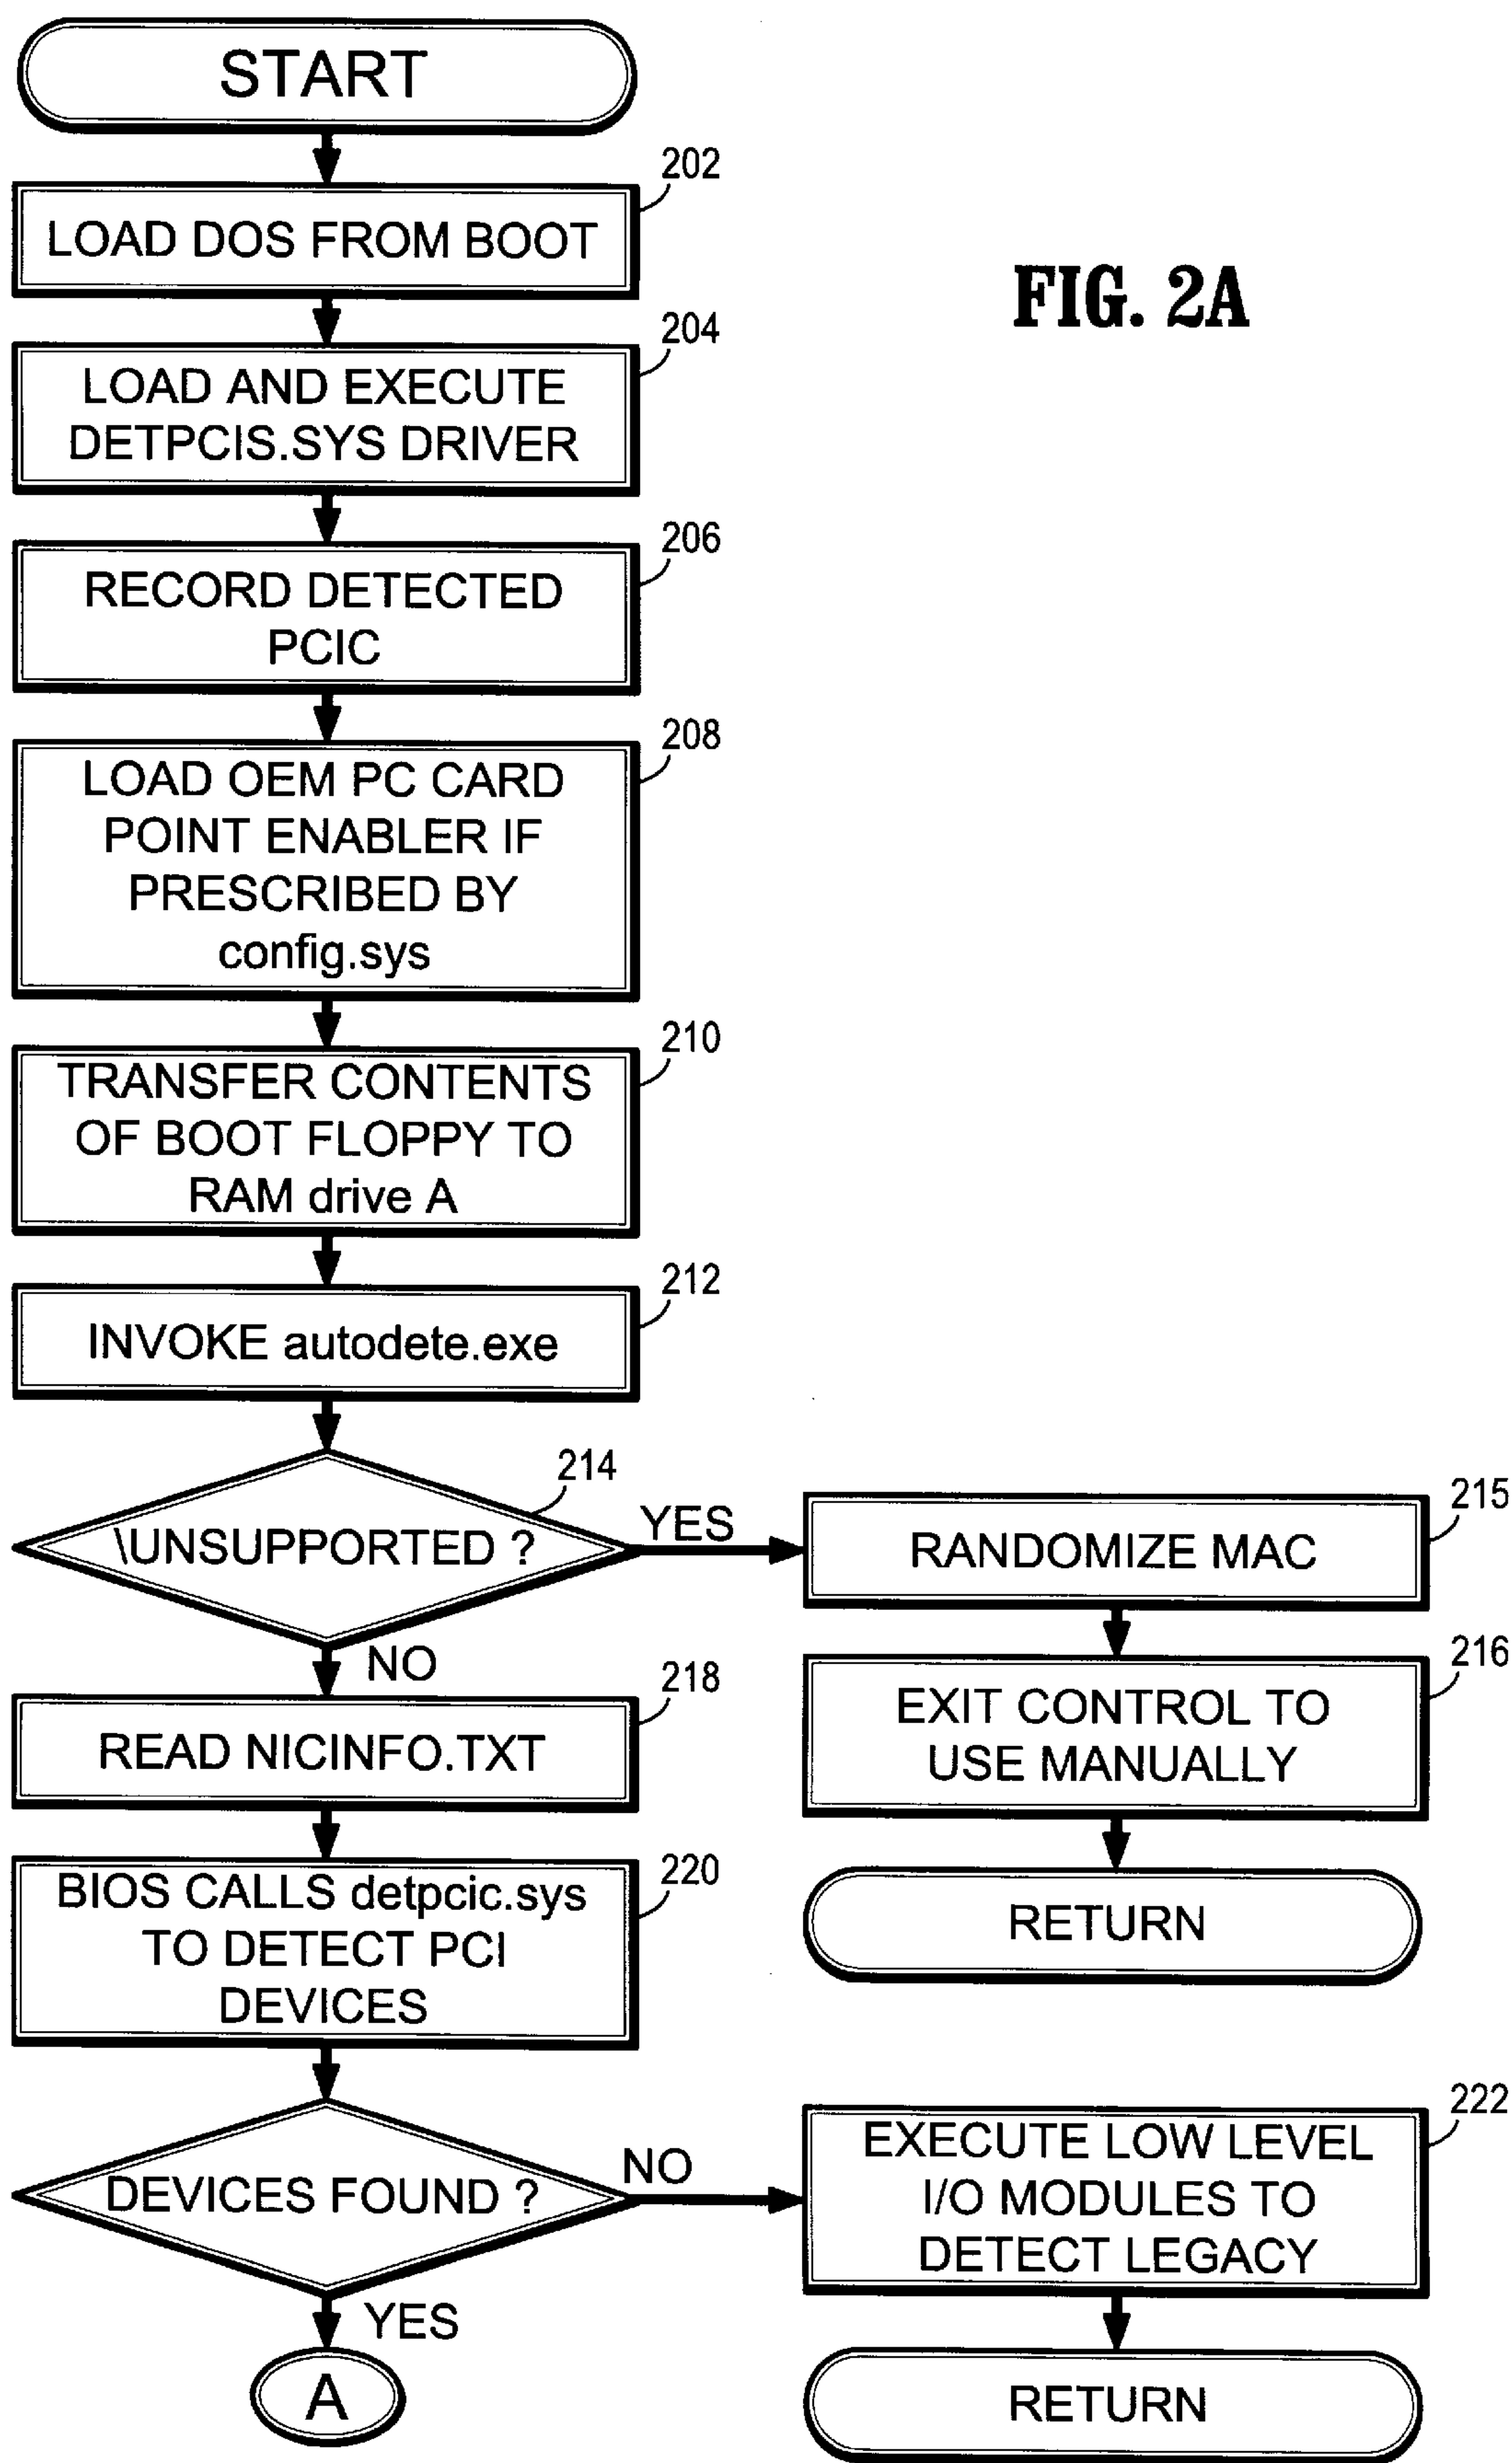 START
202
LOAD DOS FROM BOOT
FIG. 2A
204
LOAD AND EXECUTE
DETPCIS.SYS DRIVER
206
RECORD DETECTED
PCIC
208
LOAD OEM PC CARD
POINT ENABLER IF
PRESCRIBED BY
config.sys
210
TRANSFER CONTENTS
OF BOOT FLOPPY TO
RAM drive A
212
INVOKE autodete.exe
214
\UNSUPPORTED ?
YES
215
RANDOMIZE MAC
NO
216
EXIT CONTROL TO
USE MANUALLY
RETURN
218
READ NICINFO.TXT
220
BIOS CALLS detpcic.sys
TO DETECT PCI
DEVICES
DEVICES FOUND ?
NO
222
EXECUTE LOW LEVEL
I/O MODULES TO
DETECT LEGACY
YES
A
RETURN